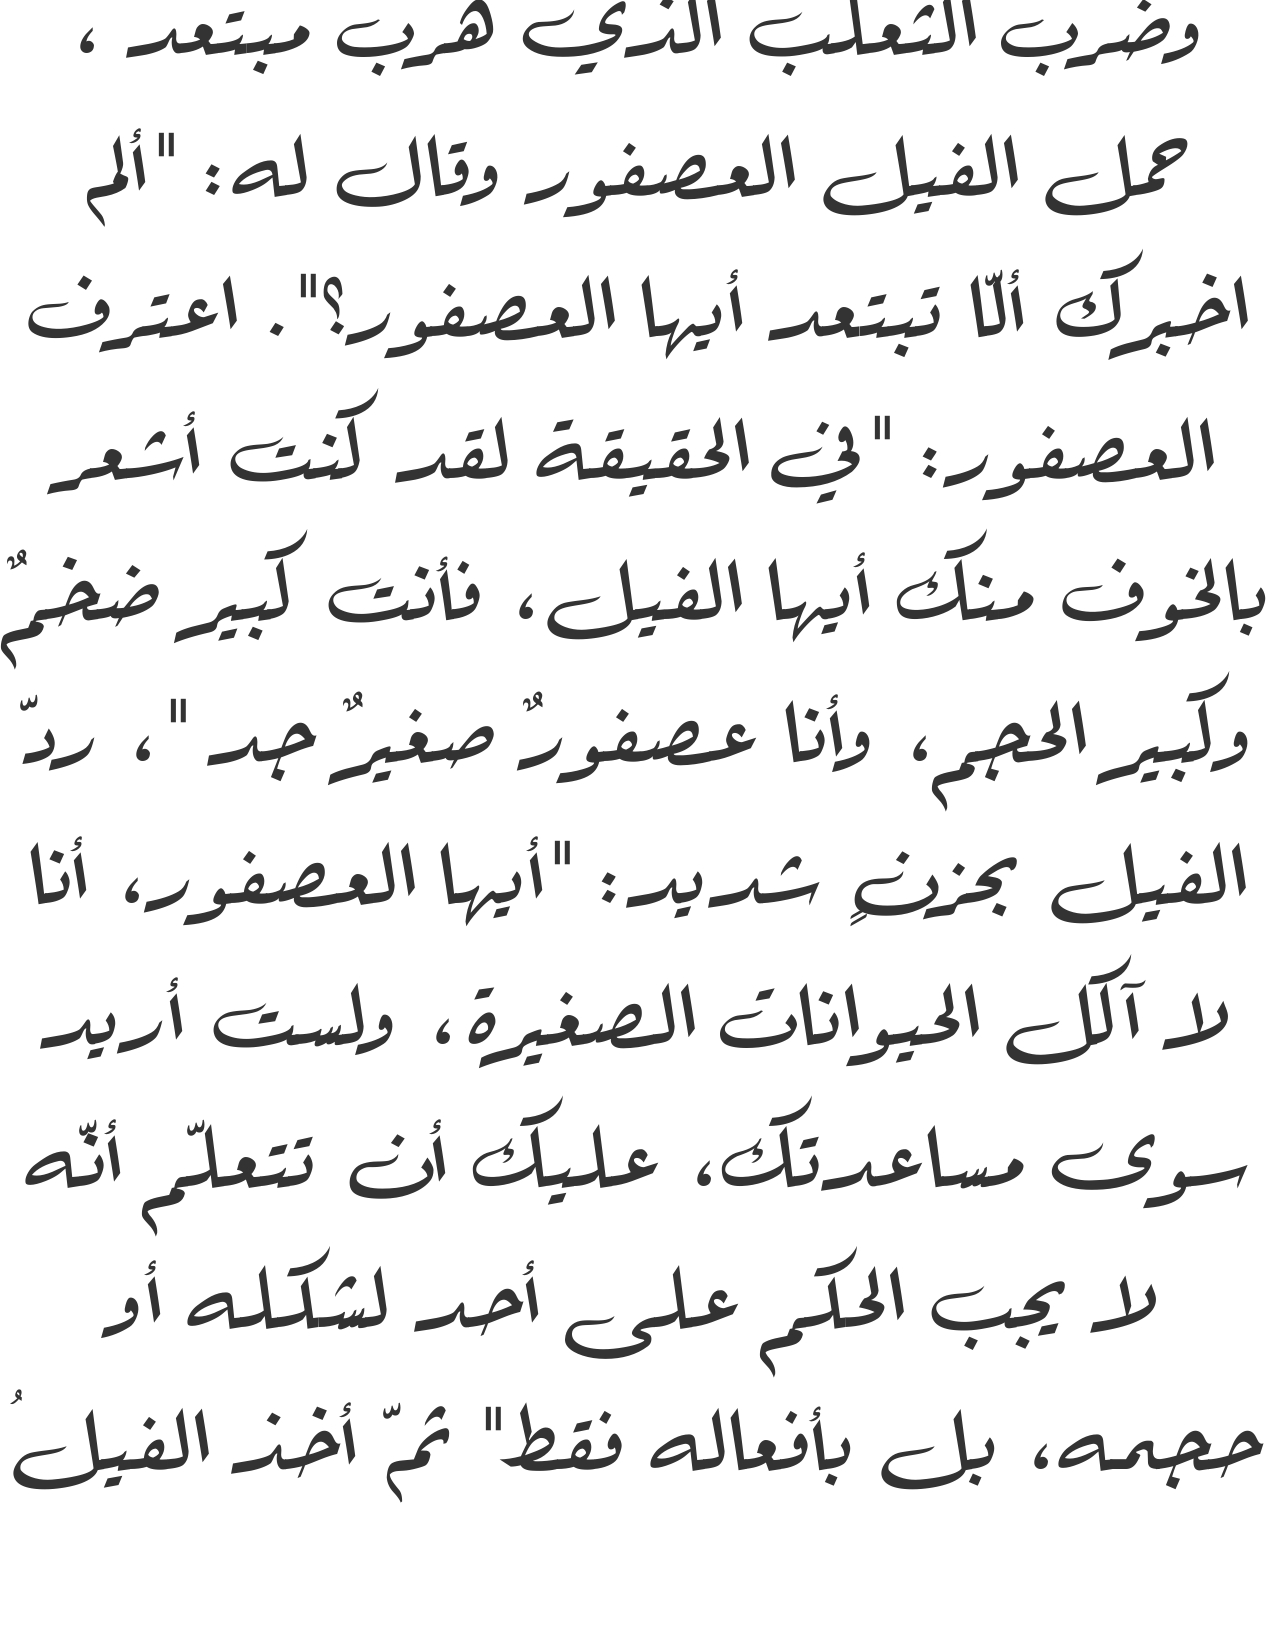 وضرب الثعلب الذي هرب مبتعد ،
حمل الفيل العصفور وقال له: "ألم
اخبرك ألّا تبتعد أيها العصفور؟". اعترف
العصفور: "في الحقيقة لقد كنت أشعر
بالخوف منك أيها الفيل، فأنت كبير ضخمٌ
وكبير الحجم، وأنا عصفورٌ صغيرٌ جد "، ردّ
الفيل بحزنٍ شديد: "أيها العصفور، أنا
لا آكل الحيوانات الصغيرة، ولست أريد
سوى مساعدتك، عليك أن تتعلّم أنّه
لا يجب الحكم على أحد لشكله أو
حجمه، بل بأفعاله فقط" ثمّ أخذ الفيلُ